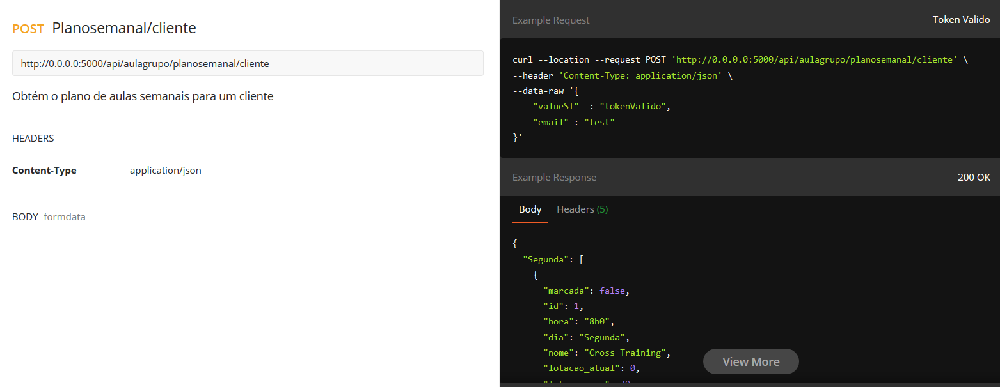 POST Planosemanal/cliente
http://0.0.0.0:5000/api/aulagrupo/planosemanal/cliente
Obtém o plano de aulas semanais para um cliente
HEADERS
Content-Type application/json
BODY formdata
Example Request Token Valido
curl --location --request POST 'http://0.0.0.0:5000/api/aulagrupo/planosemanal/cliente' \
--header 'Content-Type: application/json' \
--data-raw '{
"valueST"  : "tokenValido",
"email" : "test"
}'
Example Response 200 OK
Body Headers (5)
{
"Segunda": [
{
"marcada": false,
"id": 1,
"hora": "8h0",
"dia": "Segunda",
"nome": "Cross Training",
"lotacao_atual": 0,
View More